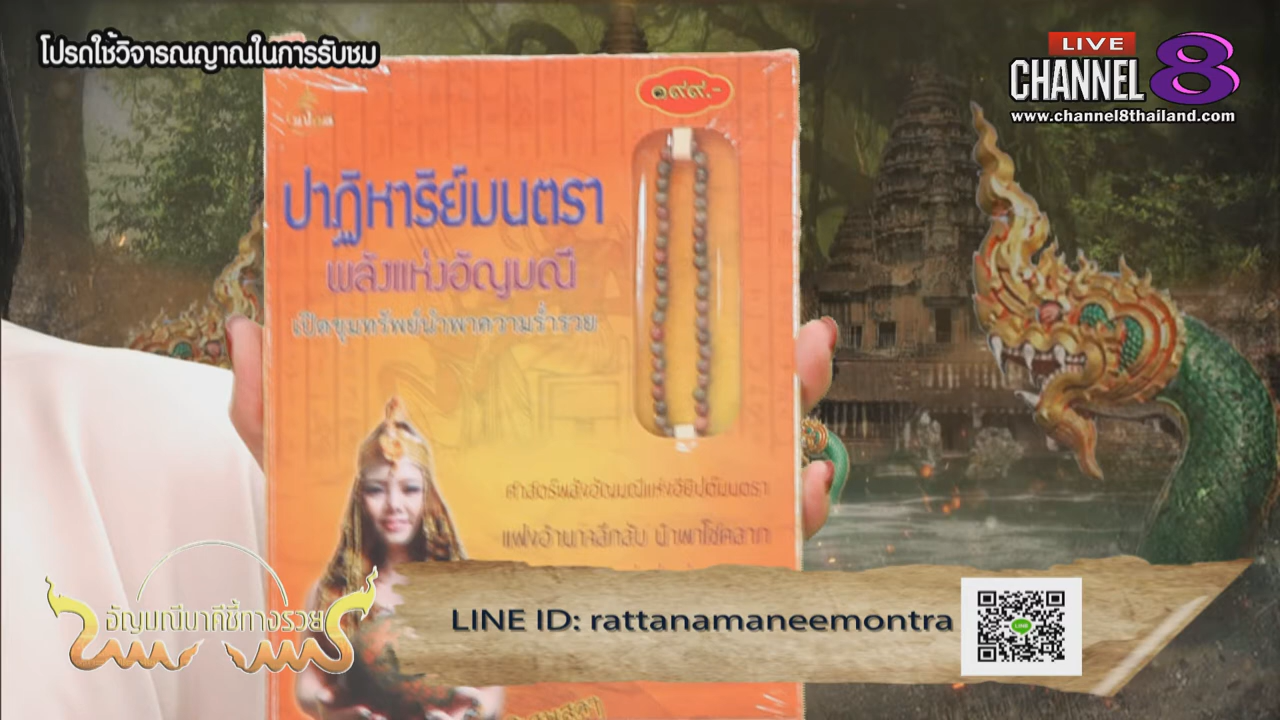 โปรดใช้วิจารณญาณในการรับชม
LIVE
CHANNEL 8
www.channel8thailand.com
๑๙๙.-
ปาฏิหาริย์มนตรา
พลังแห่งอัญมณี
เปิดขุมทรัพย์นำพาความร่ำรวย
ศาสตร์พลังอัญมณีแห่งอียิปต์มนตรา
แฝงอำนาจลึกลับ นำพาโชคลาภ
อัญมณีนาคีชี้ทางรวย
LINE ID: rattanamaneemontra
LINE